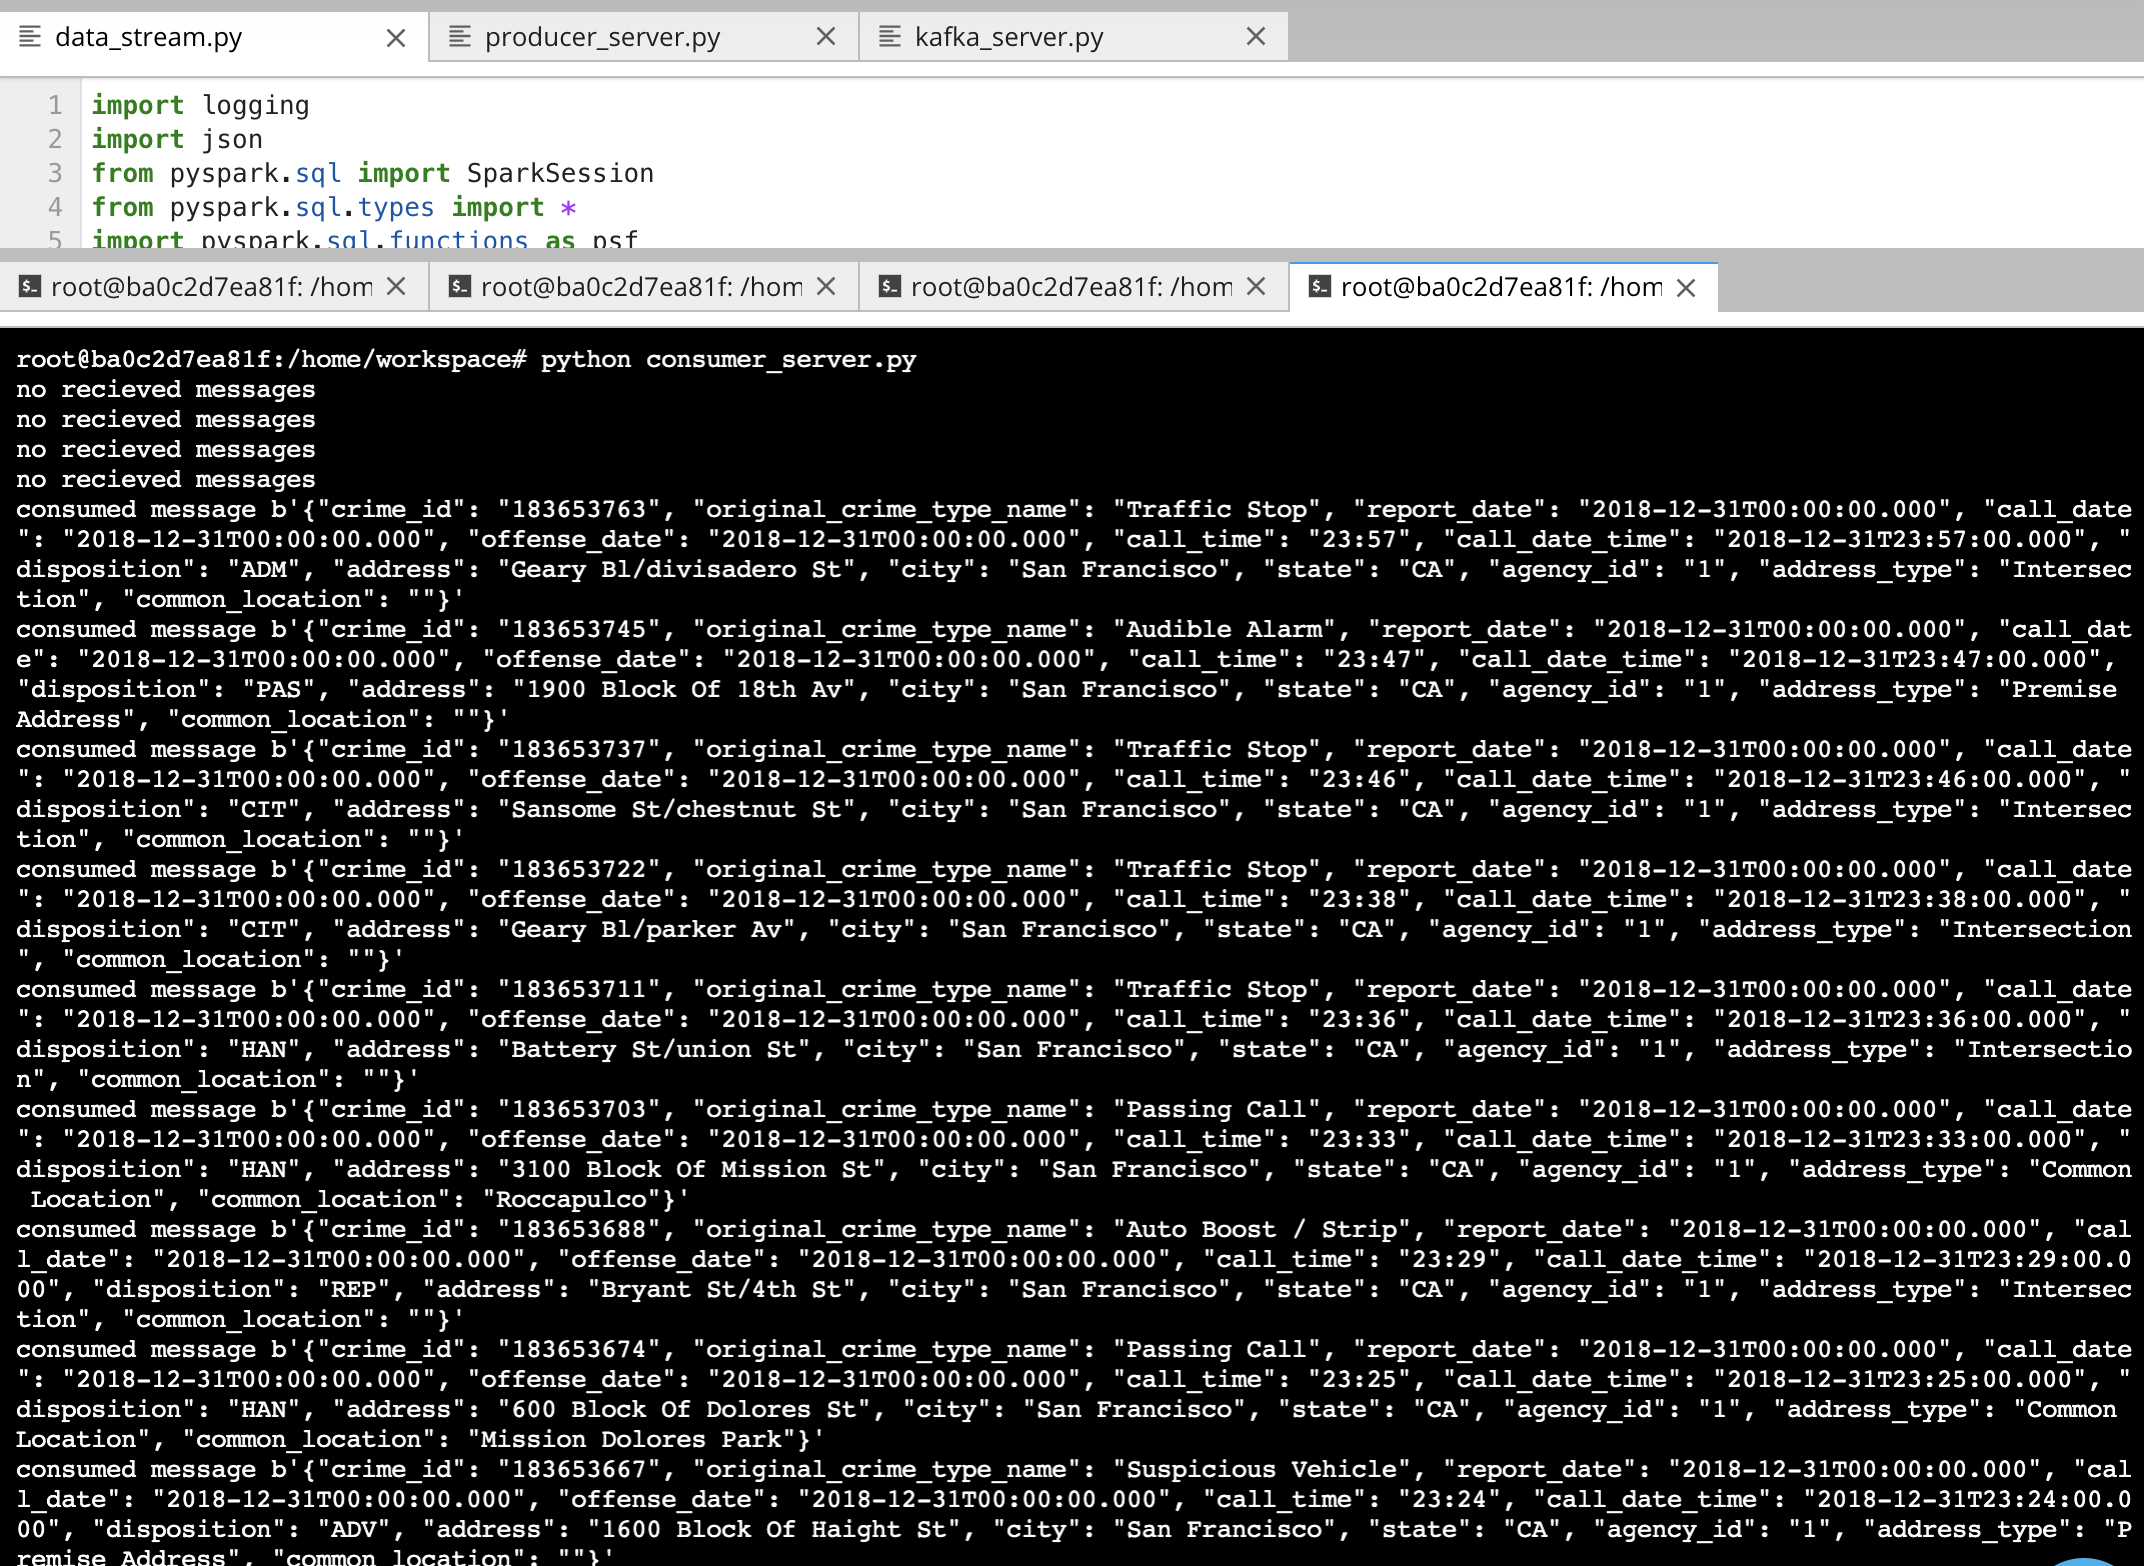 data_stream.py
producer_server.py
kafka_server.py
1 import logging
2 import json
3 from pyspark.sql import SparkSession
4 from pyspark.sql.types import *
5 import pyspark.sql.functions as psf
root@ba0c2d7ea81f: /hom
root@ba0c2d7ea81f: /hom
root@ba0c2d7ea81f: /hom
root@ba0c2d7ea81f: /hom
root@ba0c2d7ea81f:/home/workspace# python consumer_server.py
no recieved messages
no recieved messages
no recieved messages
no recieved messages
consumed message b'{"crime_id": "183653763", "original_crime_type_name": "Traffic Stop", "report_date": "2018-12-31T00:00:00.000", "call_date
": "2018-12-31T00:00:00.000", "offense_date": "2018-12-31T00:00:00.000", "call_time": "23:57", "call_date_time": "2018-12-31T23:57:00.000", "
disposition": "ADM", "address": "Geary Bl/divisadero St", "city": "San Francisco", "state": "CA", "agency_id": "1", "address_type": "Intersec
tion", "common_location": ""}'
consumed message b'{"crime_id": "183653745", "original_crime_type_name": "Audible Alarm", "report_date": "2018-12-31T00:00:00.000", "call_dat
e": "2018-12-31T00:00:00.000", "offense_date": "2018-12-31T00:00:00.000", "call_time": "23:47", "call_date_time": "2018-12-31T23:47:00.000",
"disposition": "PAS", "address": "1900 Block Of 18th Av", "city": "San Francisco", "state": "CA", "agency_id": "1", "address_type": "Premise
Address", "common_location": ""}'
consumed message b'{"crime_id": "183653737", "original_crime_type_name": "Traffic Stop", "report_date": "2018-12-31T00:00:00.000", "call_date
": "2018-12-31T00:00:00.000", "offense_date": "2018-12-31T00:00:00.000", "call_time": "23:46", "call_date_time": "2018-12-31T23:46:00.000", "
disposition": "CIT", "address": "Sansome St/chestnut St", "city": "San Francisco", "state": "CA", "agency_id": "1", "address_type": "Intersec
tion", "common_location": ""}'
consumed message b'{"crime_id": "183653722", "original_crime_type_name": "Traffic Stop", "report_date": "2018-12-31T00:00:00.000", "call_date
": "2018-12-31T00:00:00.000", "offense_date": "2018-12-31T00:00:00.000", "call_time": "23:38", "call_date_time": "2018-12-31T23:38:00.000", "
disposition": "CIT", "address": "Geary Bl/parker Av", "city": "San Francisco", "state": "CA", "agency_id": "1", "address_type": "Intersection
", "common_location": ""}'
consumed message b'{"crime_id": "183653711", "original_crime_type_name": "Traffic Stop", "report_date": "2018-12-31T00:00:00.000", "call_date
": "2018-12-31T00:00:00.000", "offense_date": "2018-12-31T00:00:00.000", "call_time": "23:36", "call_date_time": "2018-12-31T23:36:00.000", "
disposition": "HAN", "address": "Battery St/union St", "city": "San Francisco", "state": "CA", "agency_id": "1", "address_type": "Intersectio
n", "common_location": ""}'
consumed message b'{"crime_id": "183653703", "original_crime_type_name": "Passing Call", "report_date": "2018-12-31T00:00:00.000", "call_date
": "2018-12-31T00:00:00.000", "offense_date": "2018-12-31T00:00:00.000", "call_time": "23:33", "call_date_time": "2018-12-31T23:33:00.000", "
disposition": "HAN", "address": "3100 Block Of Mission St", "city": "San Francisco", "state": "CA", "agency_id": "1", "address_type": "Common
 Location", "common_location": "Roccapulco"}'
consumed message b'{"crime_id": "183653688", "original_crime_type_name": "Auto Boost / Strip", "report_date": "2018-12-31T00:00:00.000", "cal
l_date": "2018-12-31T00:00:00.000", "offense_date": "2018-12-31T00:00:00.000", "call_time": "23:29", "call_date_time": "2018-12-31T23:29:00.0
00", "disposition": "REP", "address": "Bryant St/4th St", "city": "San Francisco", "state": "CA", "agency_id": "1", "address_type": "Intersec
tion", "common_location": ""}'
consumed message b'{"crime_id": "183653674", "original_crime_type_name": "Passing Call", "report_date": "2018-12-31T00:00:00.000", "call_date
": "2018-12-31T00:00:00.000", "offense_date": "2018-12-31T00:00:00.000", "call_time": "23:25", "call_date_time": "2018-12-31T23:25:00.000", "
disposition": "HAN", "address": "600 Block Of Dolores St", "city": "San Francisco", "state": "CA", "agency_id": "1", "address_type": "Common
Location", "common_location": "Mission Dolores Park"}'
consumed message b'{"crime_id": "183653667", "original_crime_type_name": "Suspicious Vehicle", "report_date": "2018-12-31T00:00:00.000", "cal
l_date": "2018-12-31T00:00:00.000", "offense_date": "2018-12-31T00:00:00.000", "call_time": "23:24", "call_date_time": "2018-12-31T23:24:00.0
00", "disposition": "ADV", "address": "1600 Block Of Haight St", "city": "San Francisco", "state": "CA", "agency_id": "1", "address_type": "P
remise Address", "common_location": ""}'